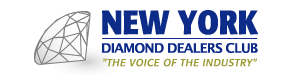 NEW YORK
DIAMOND DEALERS CLUB
"THE VOICE OF THE INDUSTRY"